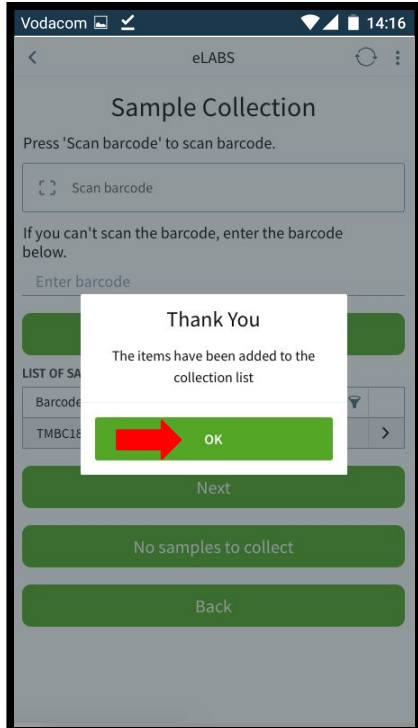 Vodacom 14:16
eLABS
Sample Collection
Press 'Scan barcode' to scan barcode.
Scan barcode
If you can't scan the barcode, enter the barcode
below.
Enter barcode
Thank You
The items have been added to the
collection list
OK
LIST OF SA
Barcode
TMBC18
Next
No samples to collect
Back